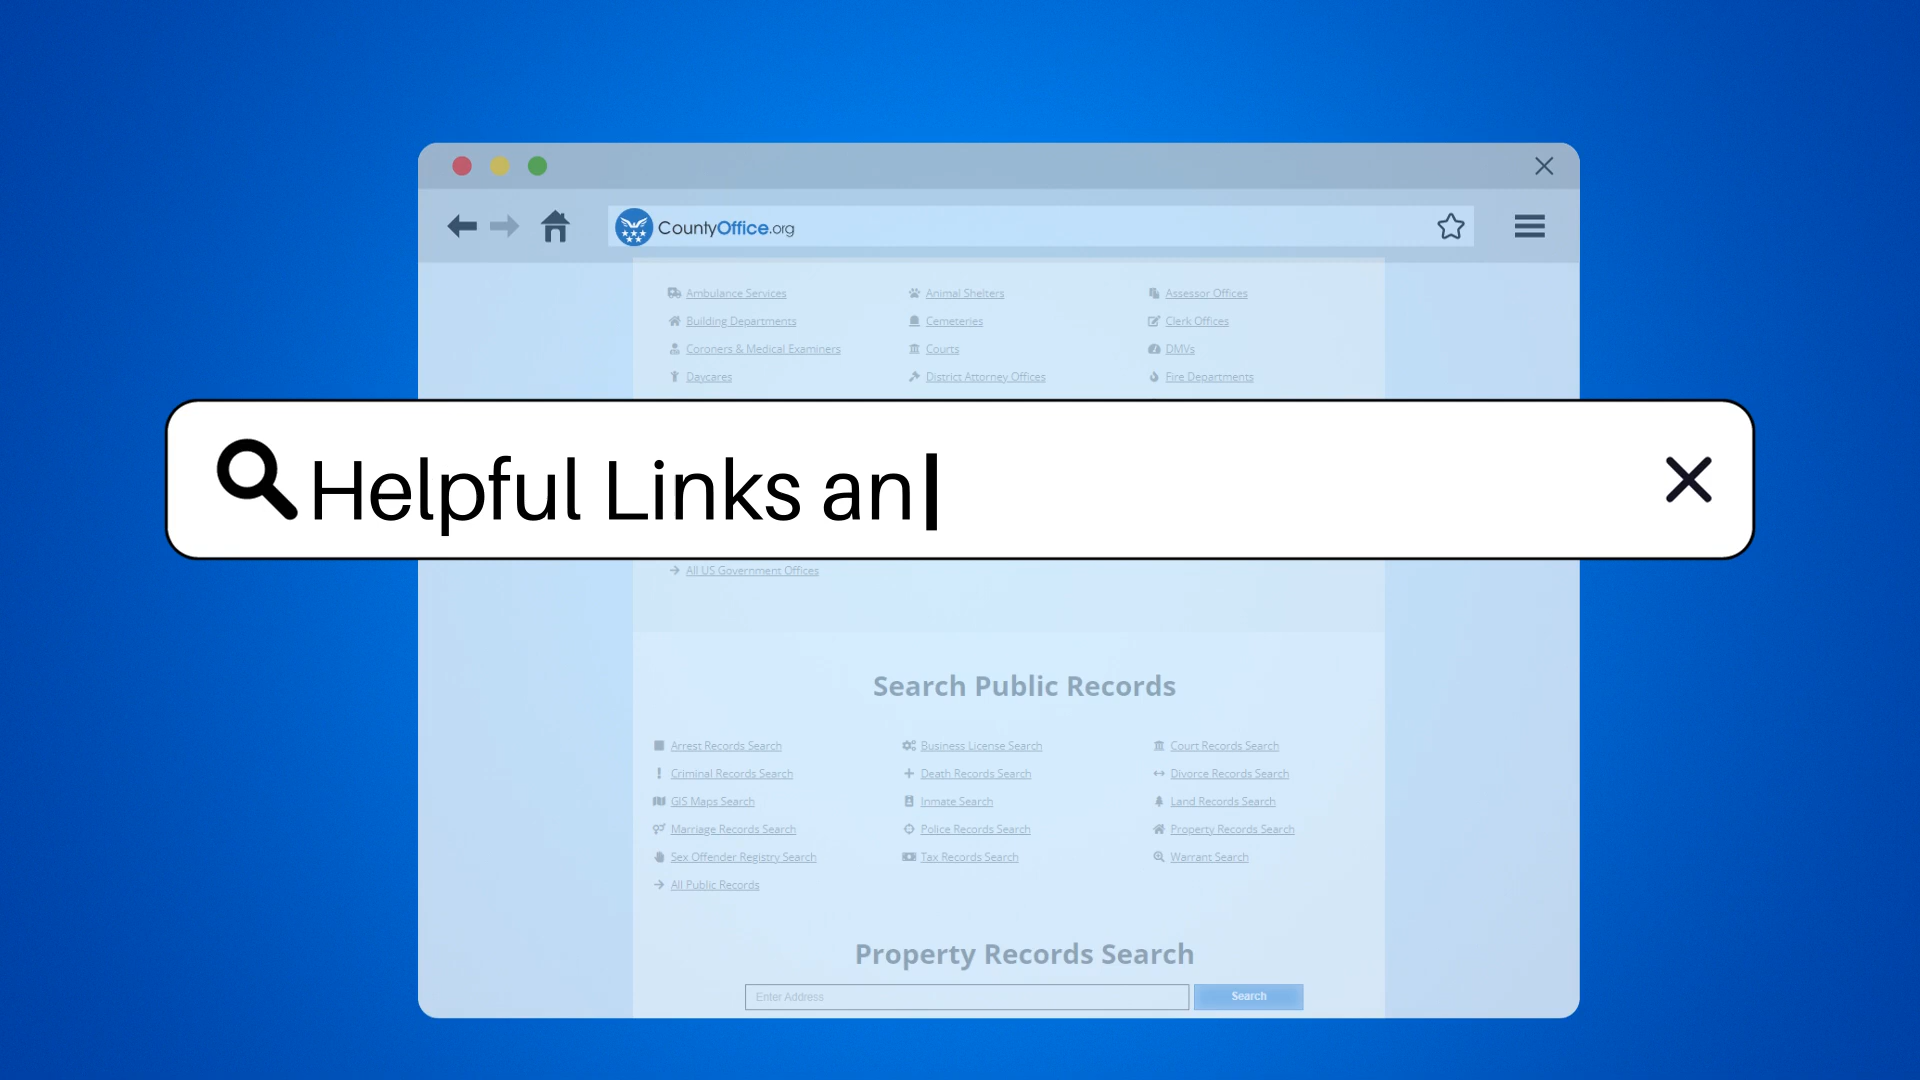 CountyOffice.org
Ambulance Services Animal Shelters Assessor Offices
Building Departments Cemeteries Clerk Offices
Coroners & Medical Examiners Courts DMVs
Daycares District Attorney Offices Fire Departments
Helpful Links an
All US Government Offices
Search Public Records
Arrest Records Search Business License Search Court Records Search
Criminal Records Search Death Records Search Divorce Records Search
GIS Maps Search Inmate Search Land Records Search
Marriage Records Search Police Records Search Property Records Search
Sex Offender Registry Search Tax Records Search Warrant Search
All Public Records
Property Records Search
Enter Address Search